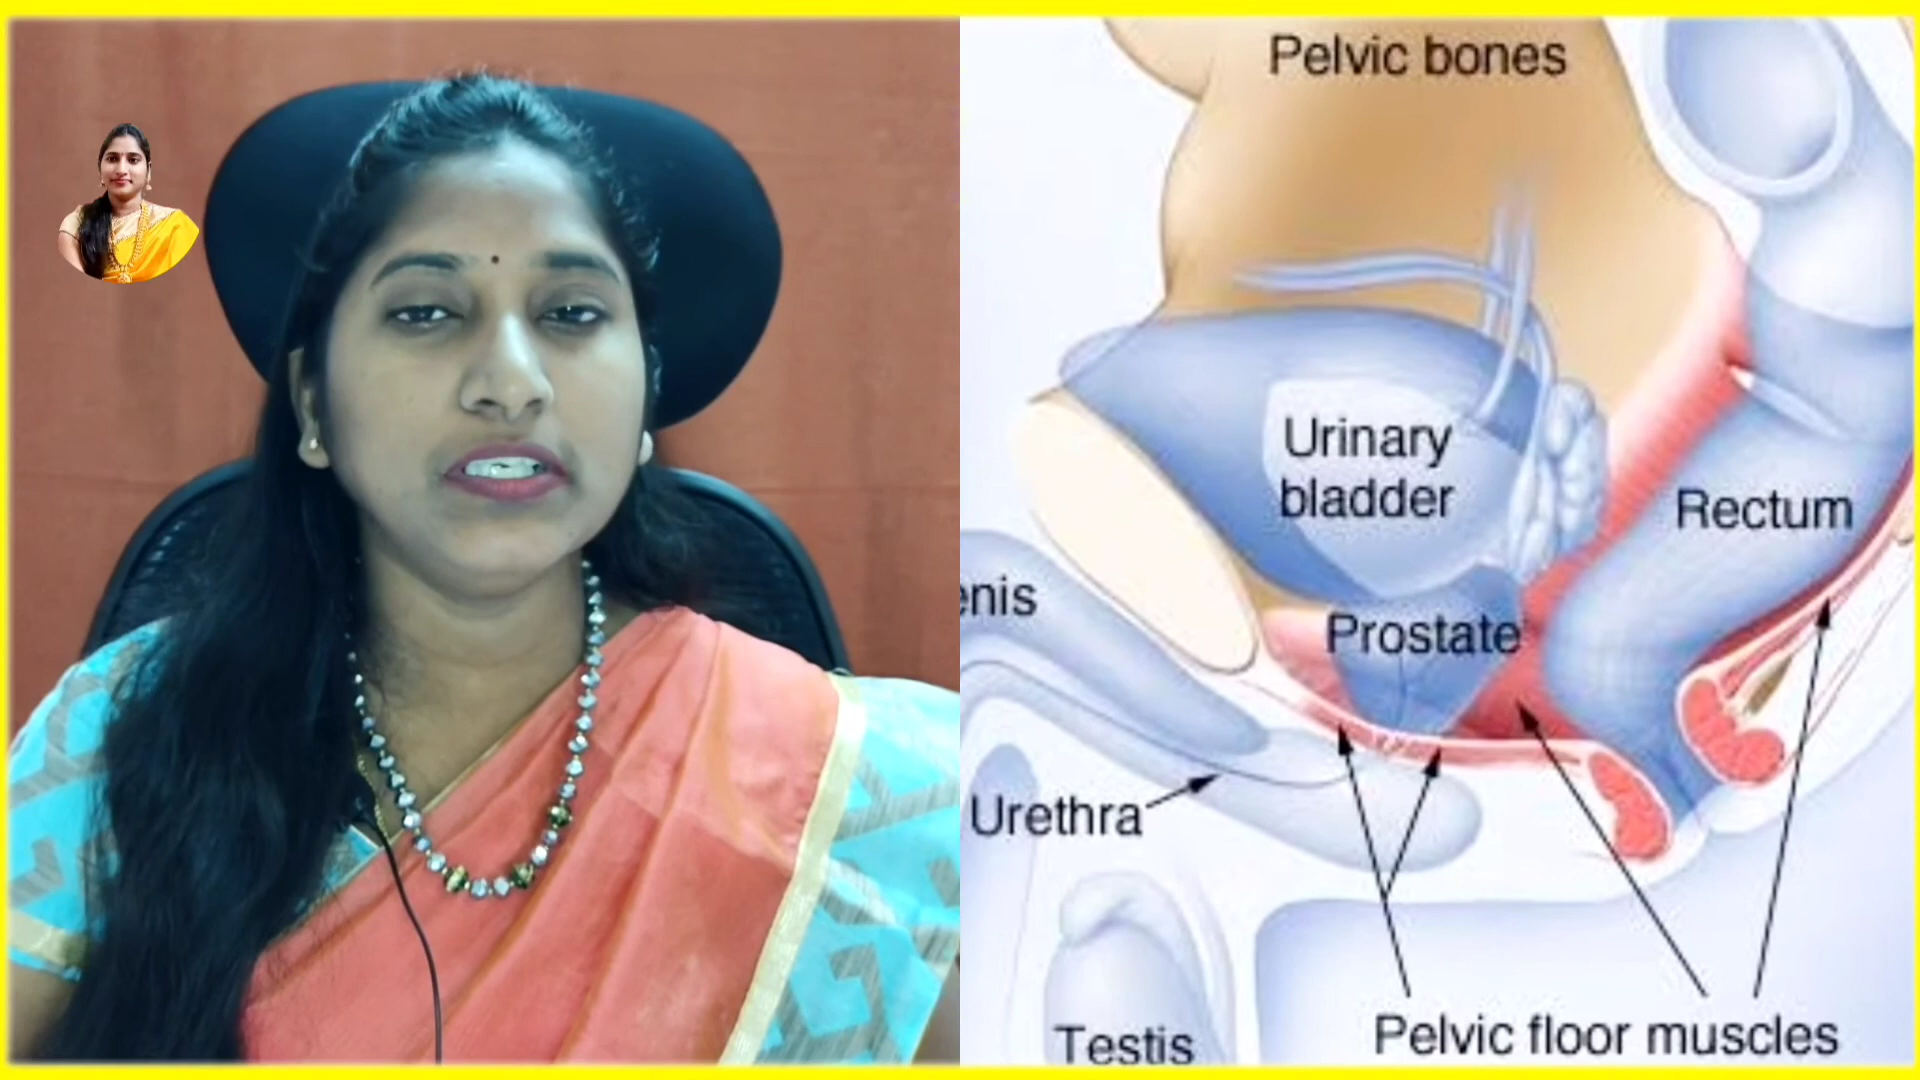 Pelvic bones
Urinary
bladder
Rectum
enis
Prostate
Urethra
Pelvic floor muscles
Testis